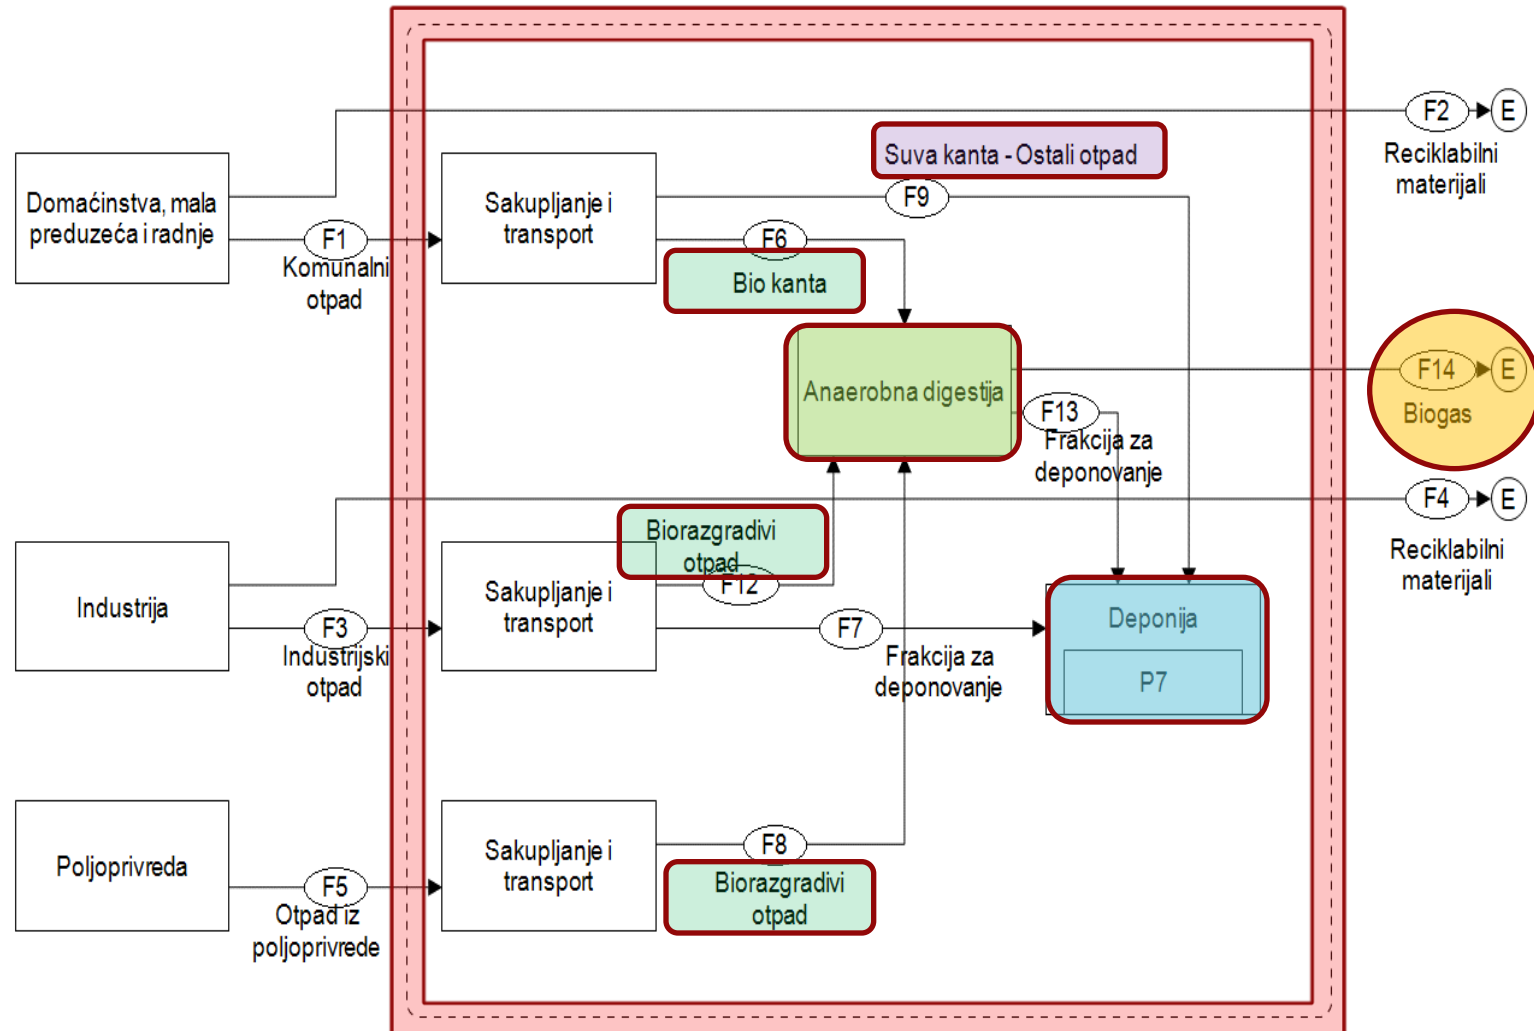 F2
E
Reciklabilni
materijali
Suva kanta - Ostali otpad
F9
Domaćinstva, mala
preduzeća i radnje
F1
Komunalni
otpad
Sakupljanje i
transport
F6
Bio kanta
Anaerobna digestija
F14
E
Biogas
F13
Frakcija za
deponovanje
F4
E
Reciklabilni
materijali
Biorazgradivi
otpad
F12
Industrija
F3
Industrijski
otpad
Sakupljanje i
transport
F7
Frakcija za
deponovanje
Deponija
P7
Poljoprivreda
F5
Otpad iz
poljoprivrede
Sakupljanje i
transport
F8
Biorazgradivi
otpad